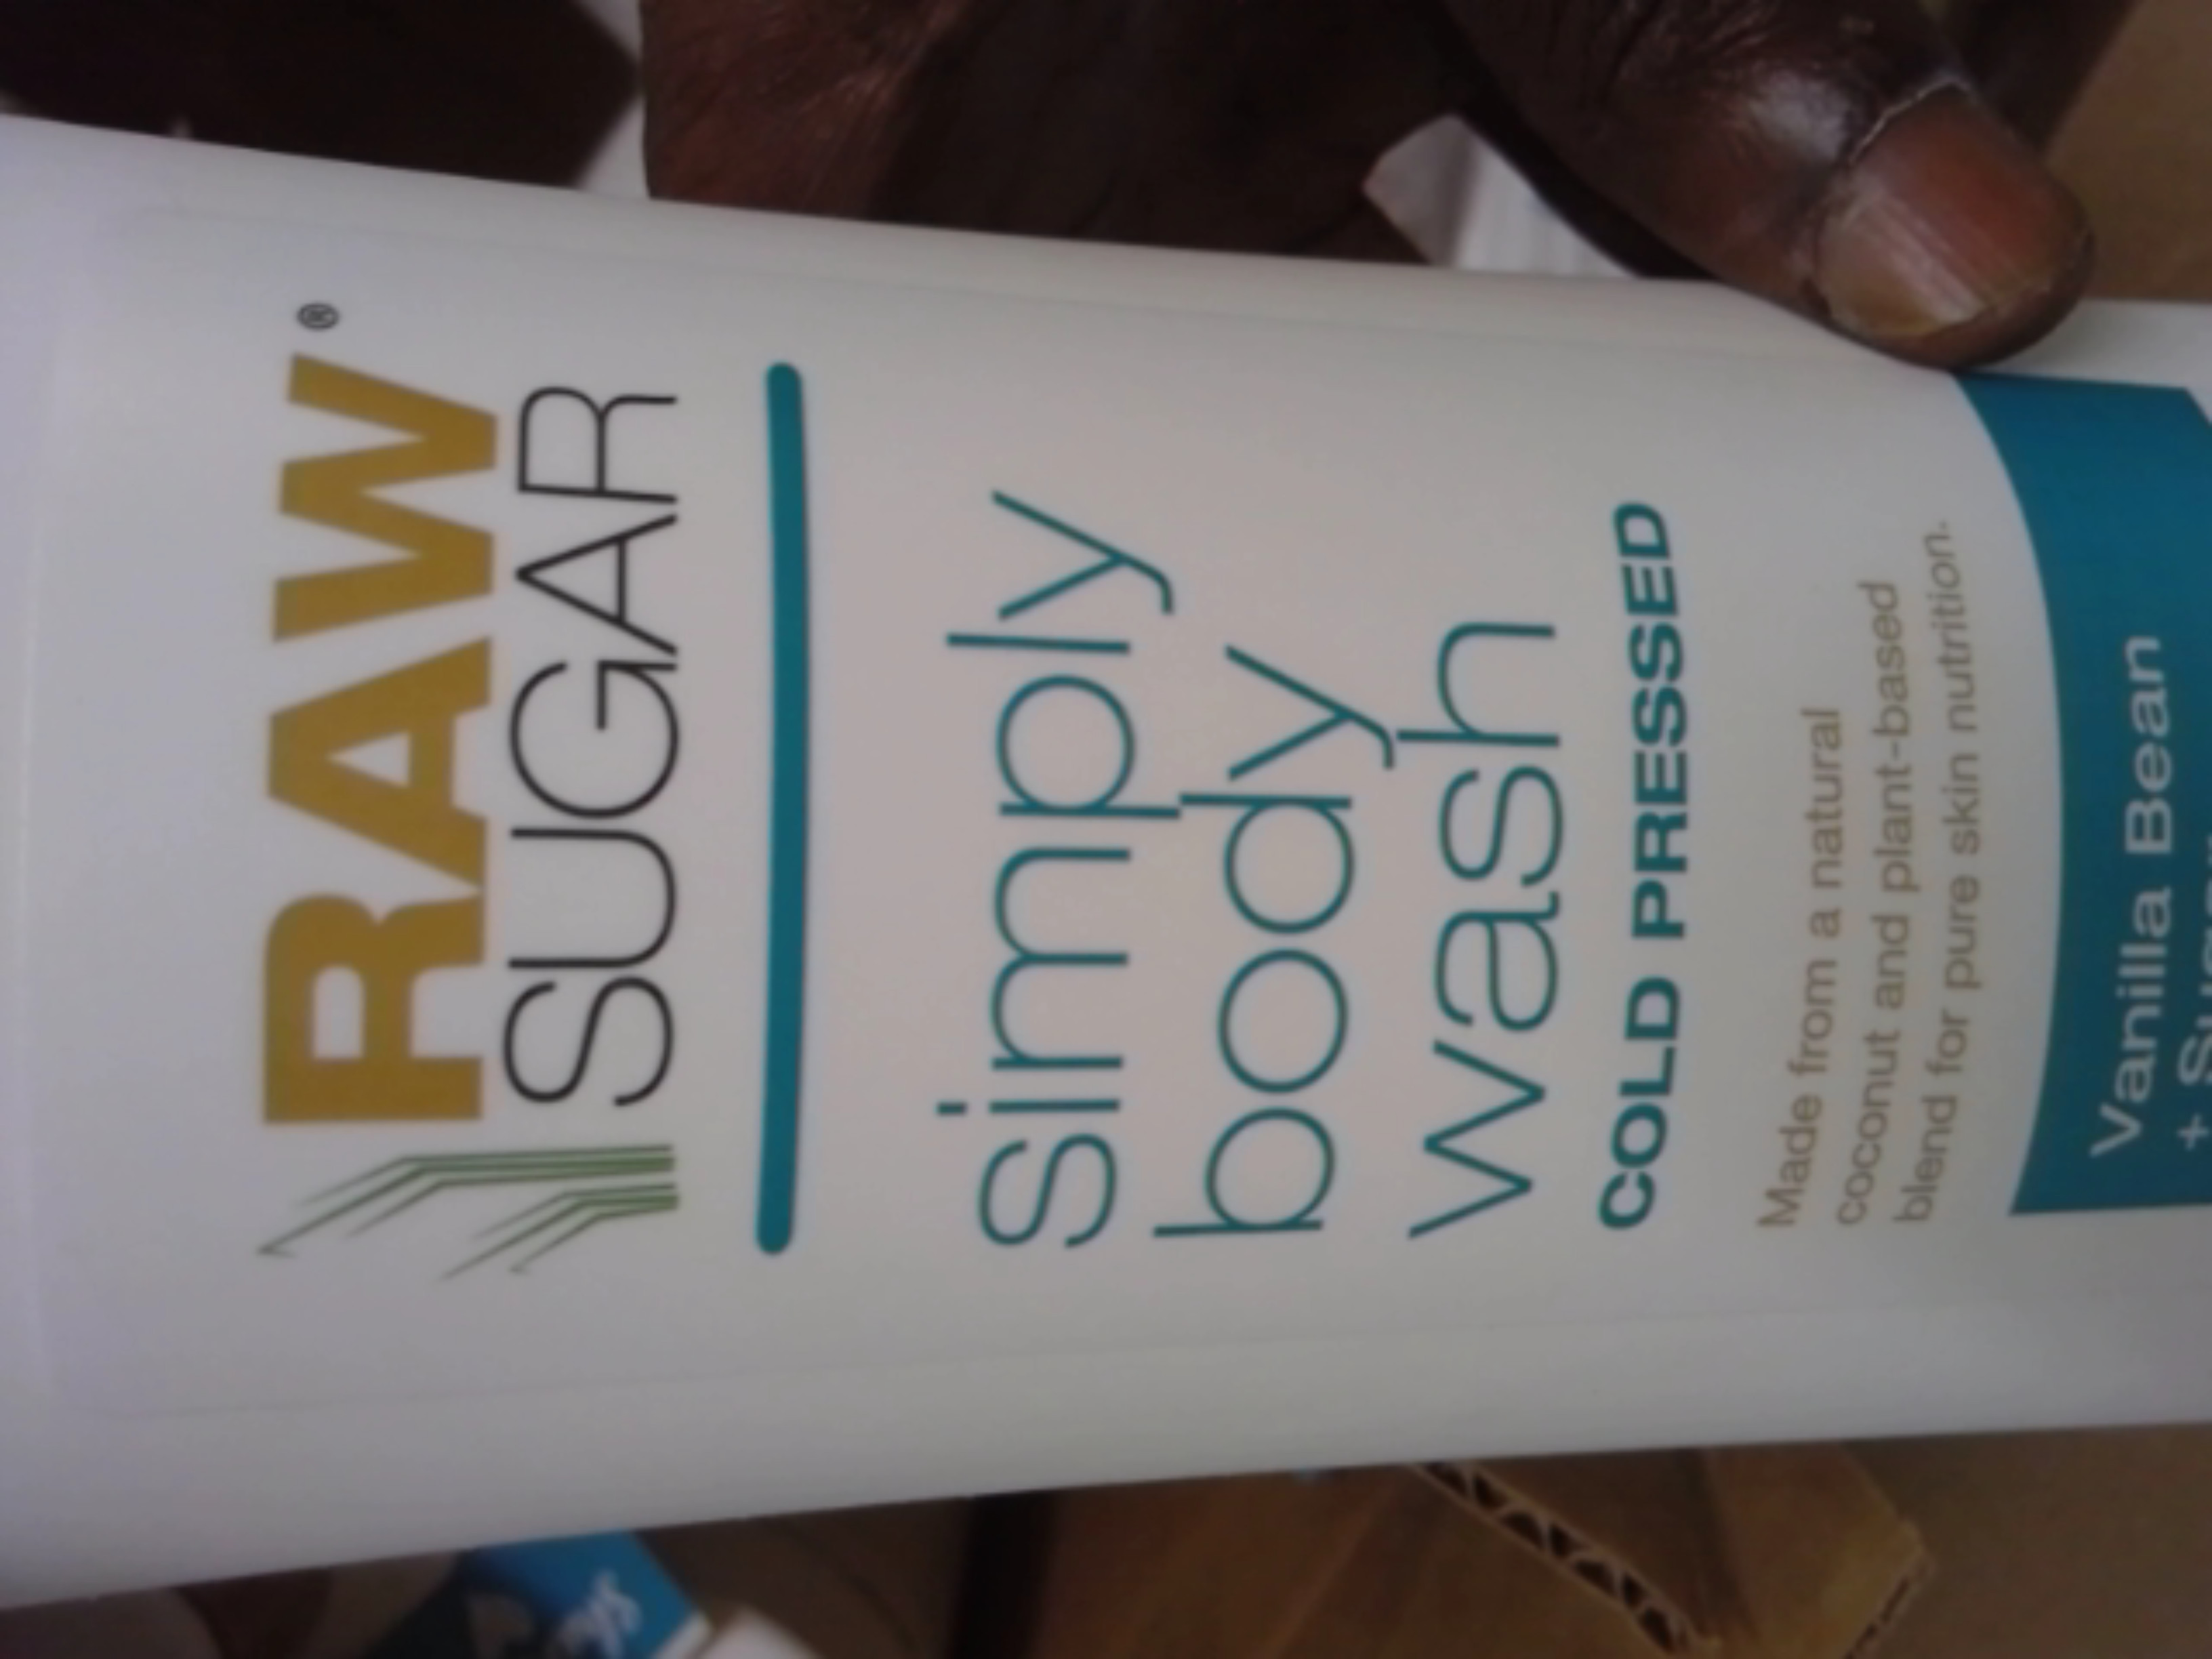 RAW®
SUGAR
simply
body
wash
COLD PRESSED
Made from a natural
coconut and plant-based
blend for pure skin nutrition.
Vanilla Bean
+ Sugar